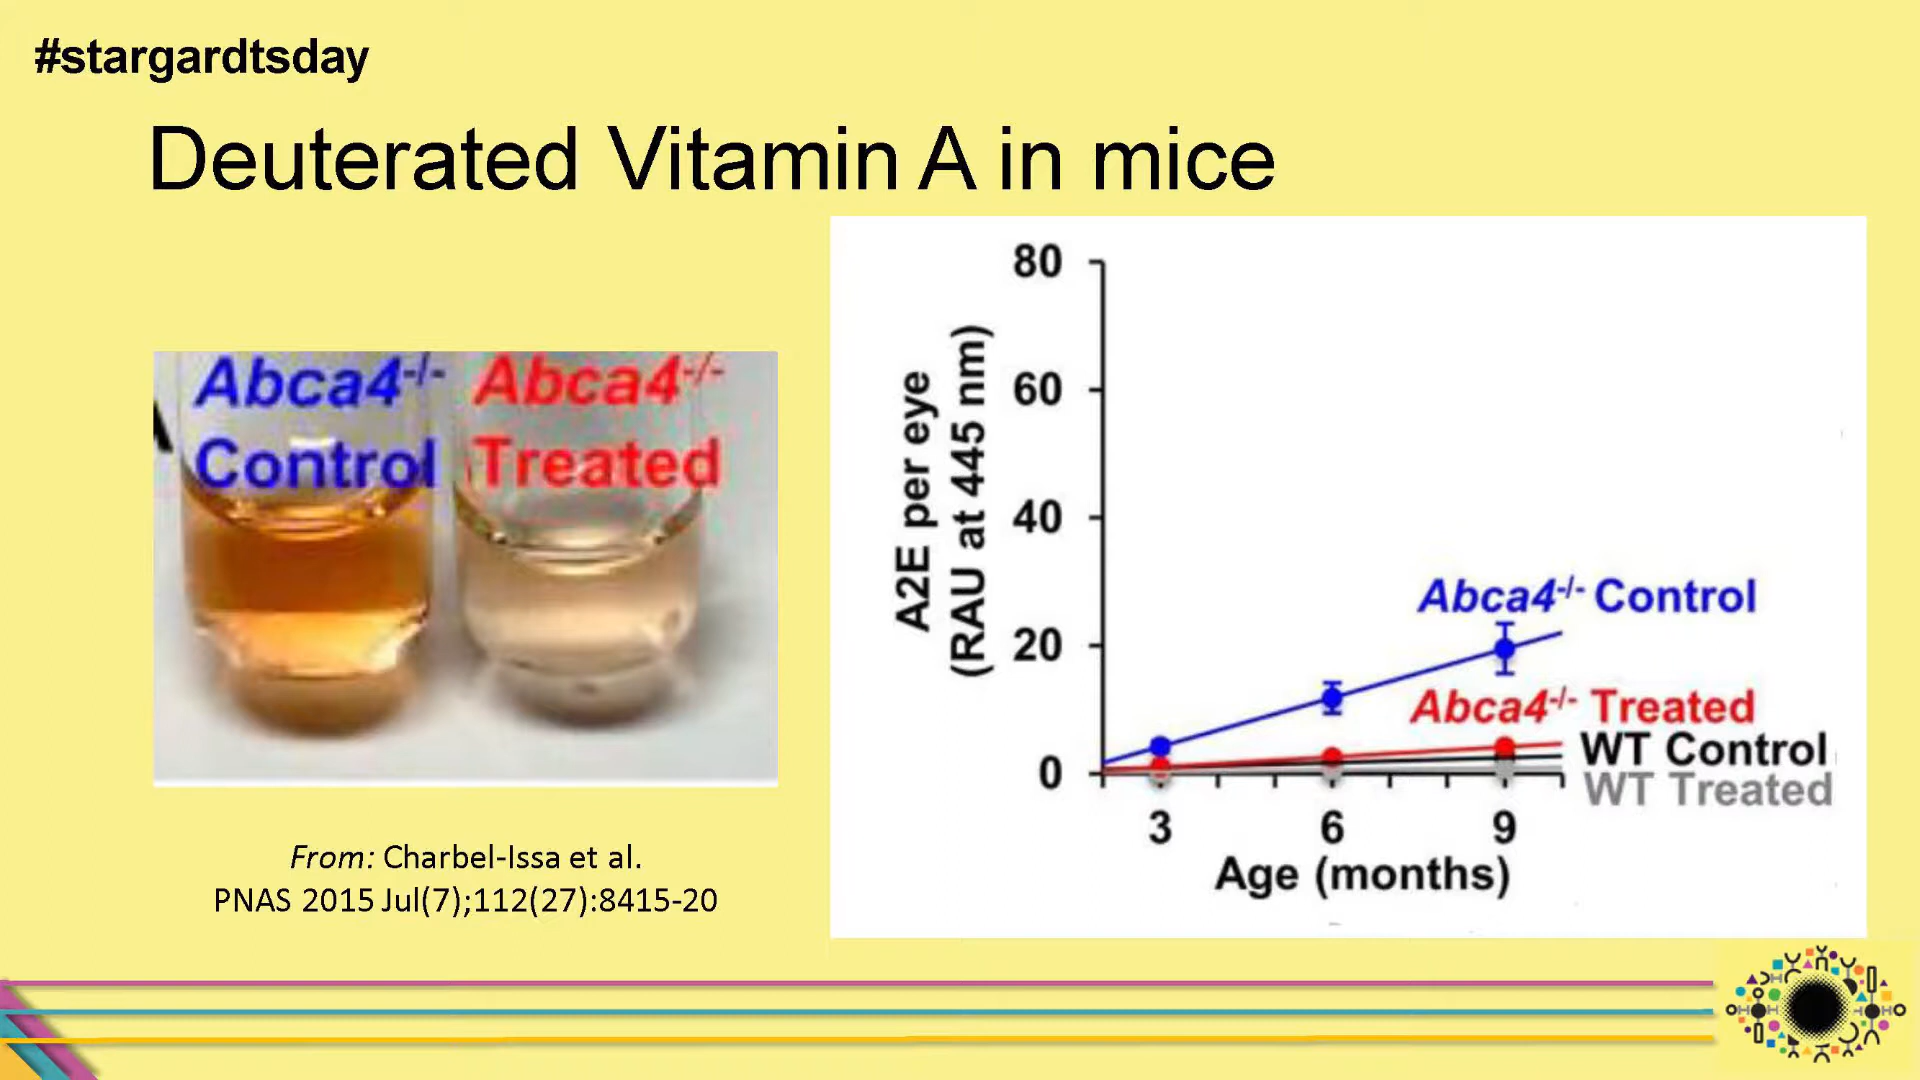 #stargardtsday
Deuterated Vitamin A in mice
Abca4-/- Abca4-/-
Control Treated
From: Charbel-Issa et al.
PNAS 2015 Jul(7);112(27):8415-20
A2E per eye
(RAU at 445 nm)
80
60
40
20
0
Abca4-/- Control
Abca4-/- Treated
WT Control
WT Treated
3 6 9
Age (months)